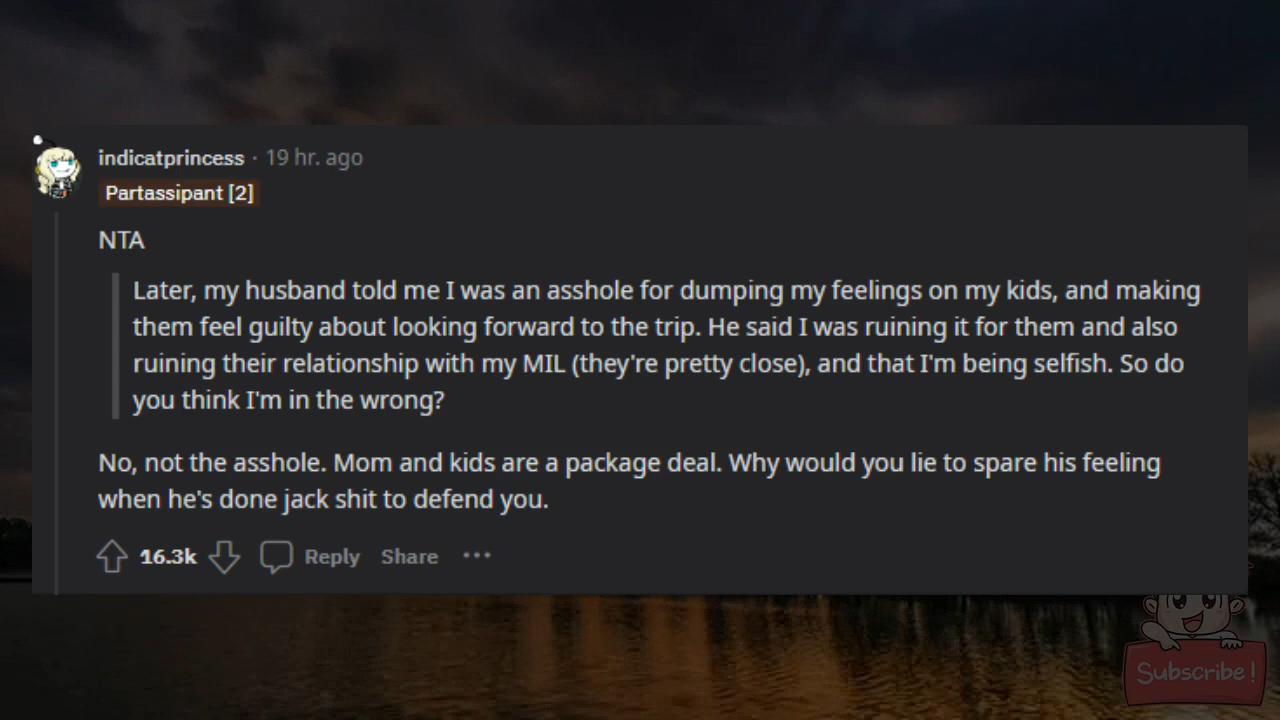 indicatprincess · 19 hr. ago
Partassipant [2]
NTA
Later, my husband told me I was an asshole for dumping my feelings on my kids, and making
them feel guilty about looking forward to the trip. He said I was ruining it for them and also
ruining their relationship with my MIL (they're pretty close), and that I'm being selfish. So do
you think I'm in the wrong?
No, not the asshole. Mom and kids are a package deal. Why would you lie to spare his feeling
when he's done jack shit to defend you.
16.3k Reply Share ···
Subscribe!